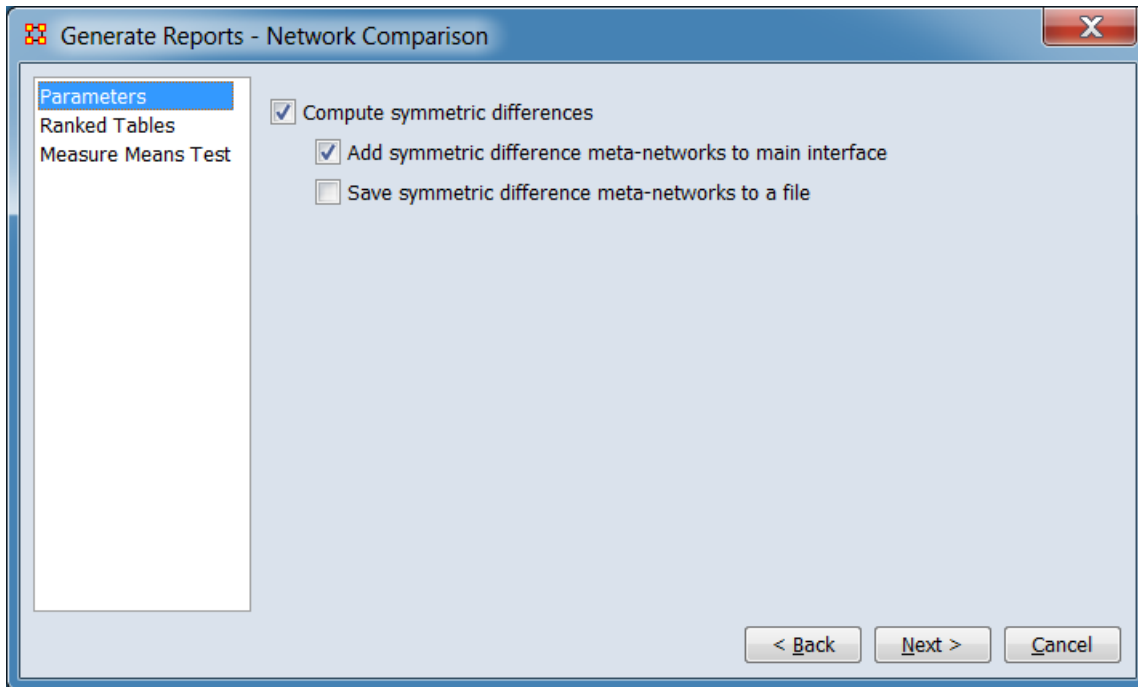 Generate Reports - Network Comparison
X
Parameters
Ranked Tables
Measure Means Test
Compute symmetric differences
Add symmetric difference meta-networks to main interface
Save symmetric difference meta-networks to a file
< Back
Next >
Cancel